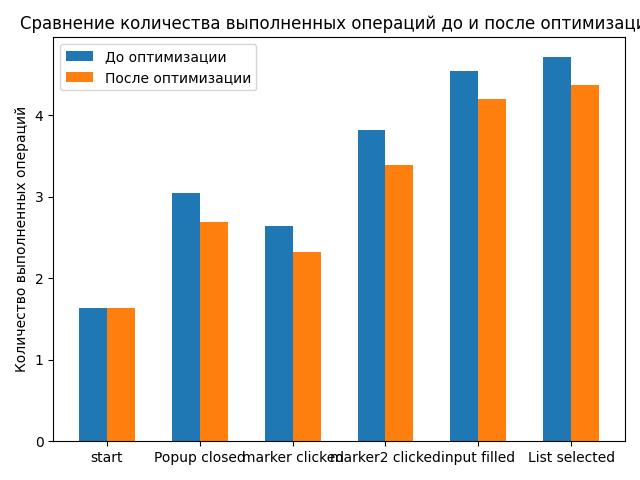 Сравнение количества выполненных операций до и после оптимизаци
До оптимизации
После оптимизации
Количество выполненных операций
4
3
2
1
0
start Popup closed marker clicked marker2 clicked input filled List selected